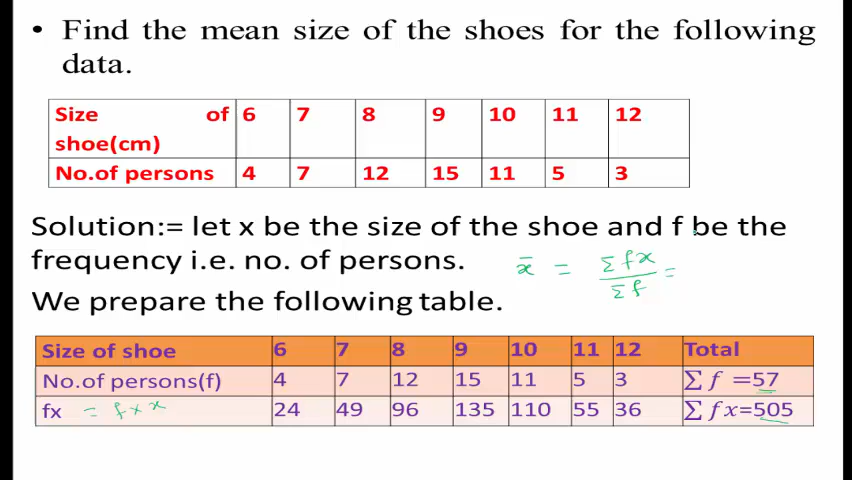 • Find the mean size of the shoes for the following
data.
Size of 6 7 8 9 10 11 12
shoe(cm)
No.of persons 4 7 12 15 11 5 3
Solution:= let x be the size of the shoe and f be the
frequency i.e. no. of persons.
x̄ = Σfx / Σf =
We prepare the following table.
Size of shoe 6 7 8 9 10 11 12 Total
No.of persons(f) 4 7 12 15 11 5 3 ∑ f =57
fx = f×x 24 49 96 135 110 55 36 ∑ fx=505